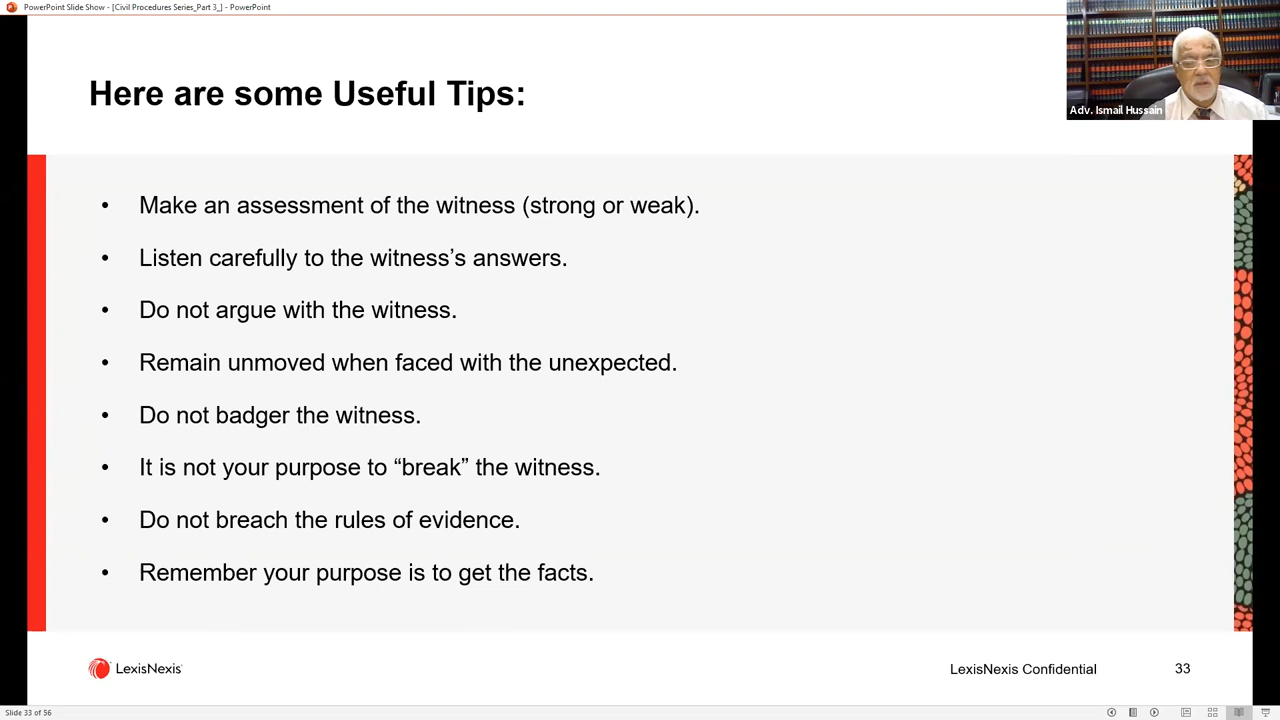 PowerPoint Slide Show - [Civil Procedures Series_Part 3_] - PowerPoint
Adv. Ismail Hussain
Here are some Useful Tips:
• Make an assessment of the witness (strong or weak).
• Listen carefully to the witness’s answers.
• Do not argue with the witness.
• Remain unmoved when faced with the unexpected.
• Do not badger the witness.
• It is not your purpose to “break” the witness.
• Do not breach the rules of evidence.
• Remember your purpose is to get the facts.
LexisNexis
LexisNexis Confidential 33
Slide 33 of 56